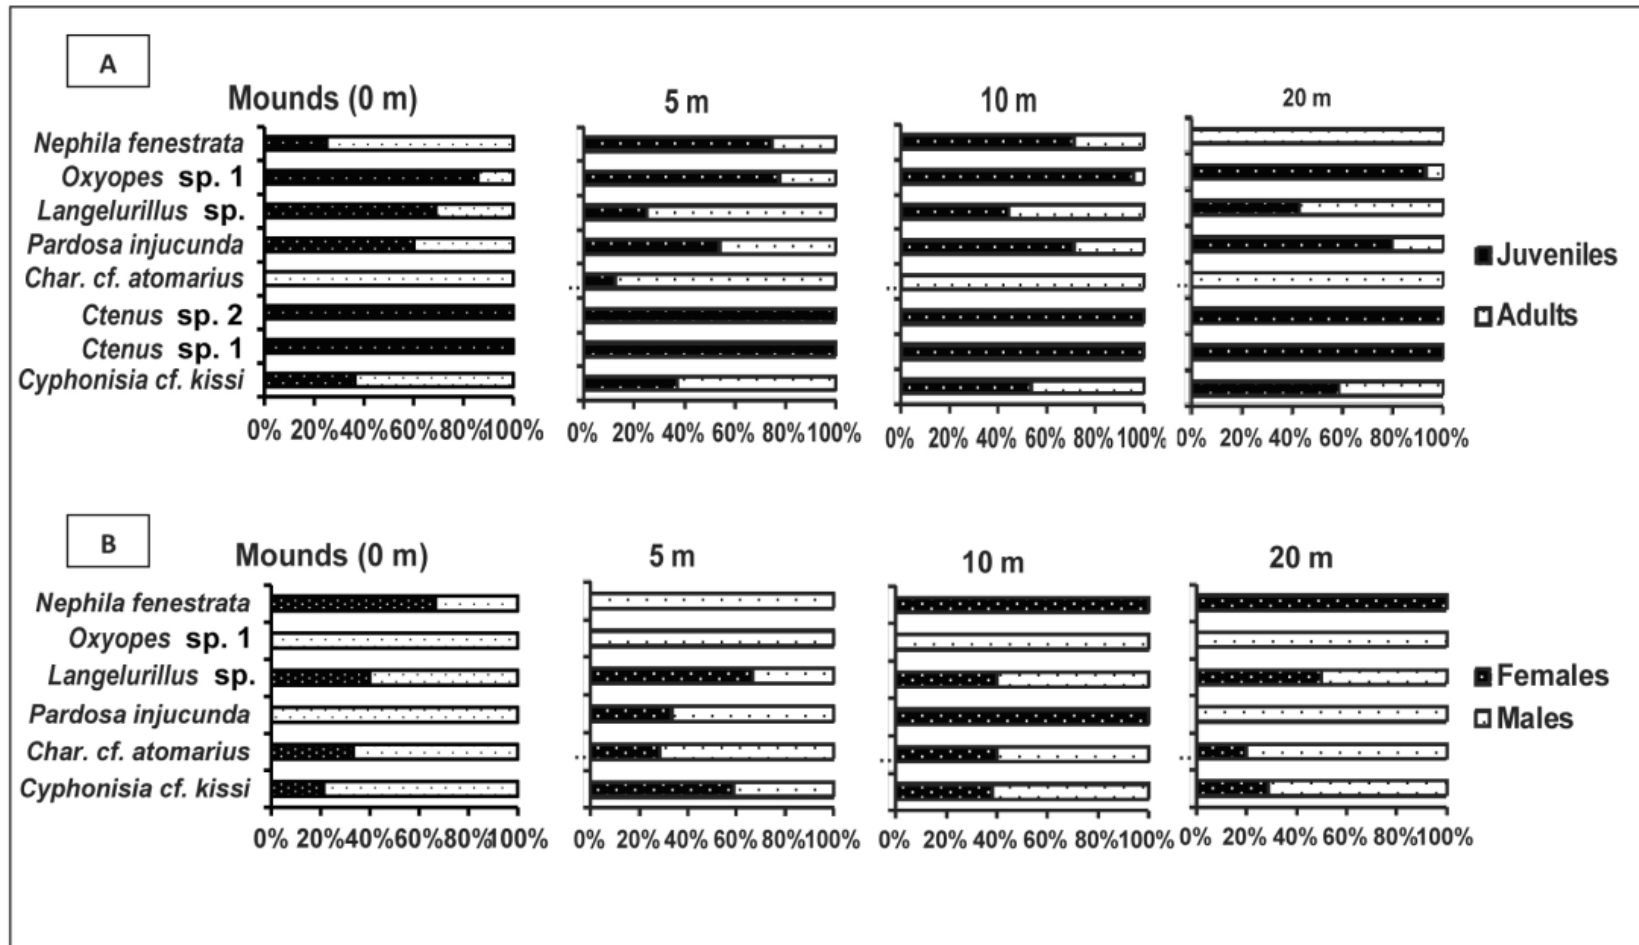 A
Mounds (0 m)
5 m
10 m
20 m
Nephila fenestrata
Oxyopes sp. 1
Langelurillus sp.
Pardosa injucunda
Char. cf. atomarius
Ctenus sp. 2
Ctenus sp. 1
Cyphonisia cf. kissi
0% 20% 40% 60% 80% 100%
0% 20% 40% 60% 80% 100%
0% 20% 40% 60% 80% 100%
0% 20% 40% 60% 80% 100%
Juveniles
Adults
B
Mounds (0 m)
5 m
10 m
20 m
Nephila fenestrata
Oxyopes sp. 1
Langelurillus sp.
Pardosa injucunda
Char. cf. atomarius
Cyphonisia cf. kissi
0% 20% 40% 60% 80% 100%
0% 20% 40% 60% 80% 100%
0% 20% 40% 60% 80% 100%
0% 20% 40% 60% 80% 100%
Females
Males